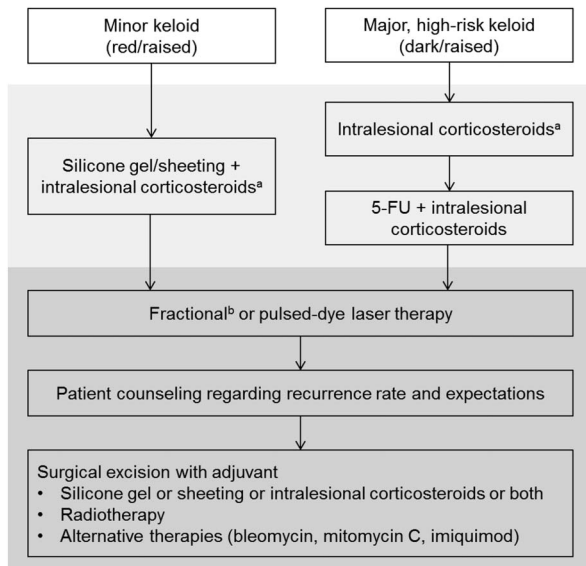 Minor keloid
(red/raised)
Major, high-risk keloid
(dark/raised)
Silicone gel/sheeting +
intralesional corticosteroidsᵃ
Intralesional corticosteroidsᵃ
5-FU + intralesional
corticosteroids
Fractionalᵇ or pulsed-dye laser therapy
Patient counseling regarding recurrence rate and expectations
Surgical excision with adjuvant
• Silicone gel or sheeting or intralesional corticosteroids or both
• Radiotherapy
• Alternative therapies (bleomycin, mitomycin C, imiquimod)